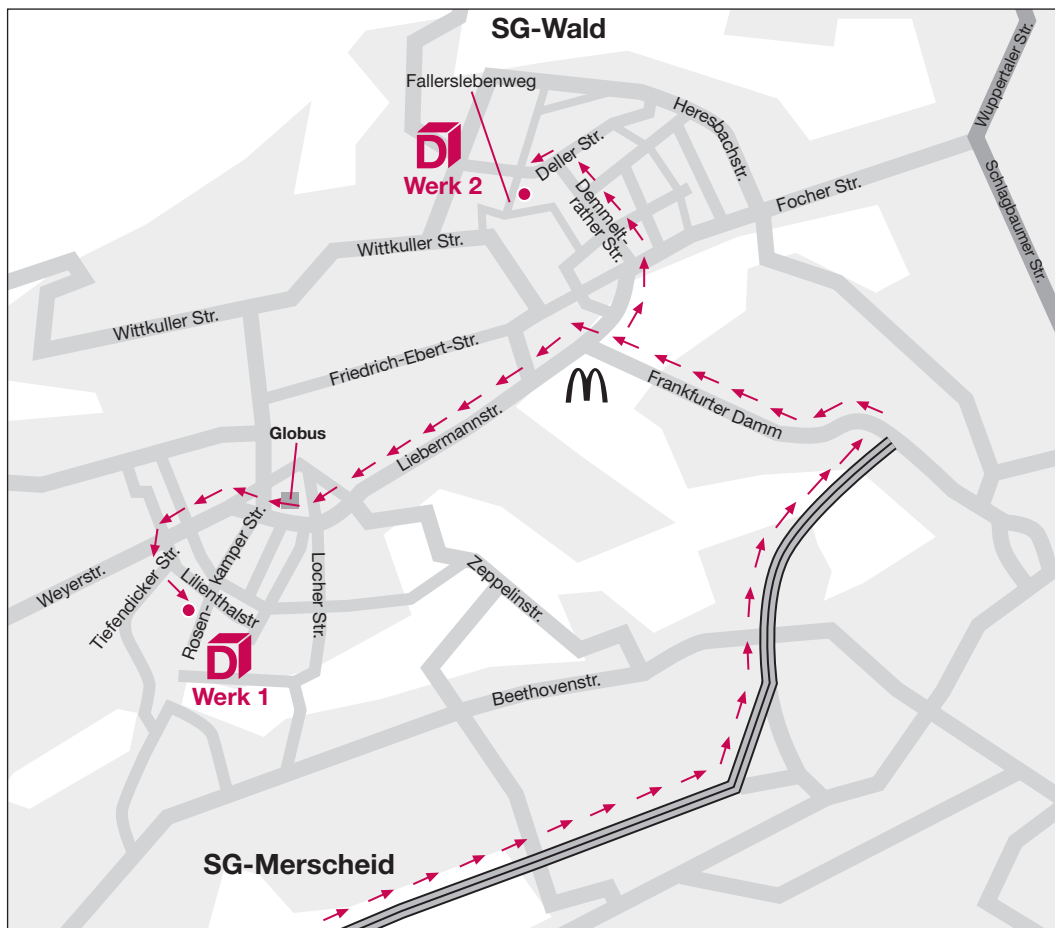 SG-Wald
Fallerslebenweg
Wuppertaler Str.
Heresbachstr.
D
Werk 2
Deller Str.
Demmelt-
rather Str.
Focher Str.
Schlagbaumer Str.
Wittkuller Str.
Wittkuller Str.
Friedrich-Ebert-Str.
Frankfurter Damm
Liebermannstr.
Globus
Weyerstr.
Tiefendicker Str.
Lilienthalstr
Rosen-
kamper Str.
Locher Str.
Zeppelinstr.
D
Werk 1
Beethovenstr.
SG-Merscheid